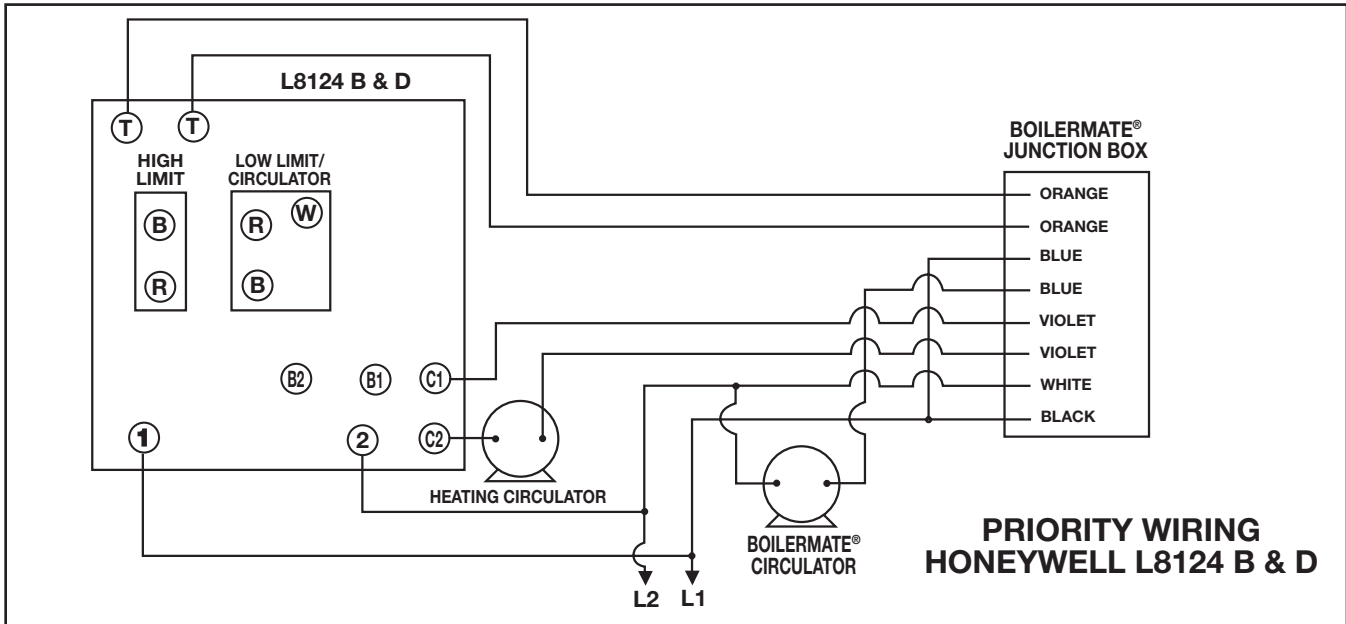 L8124 B & D
T
T
HIGH
LIMIT
B
R
LOW LIMIT/
CIRCULATOR
R
W
B
B2
B1
C1
1
2
C2
HEATING CIRCULATOR
BOILERMATE®
JUNCTION BOX
ORANGE
ORANGE
BLUE
BLUE
VIOLET
VIOLET
WHITE
BLACK
BOILERMATE®
CIRCULATOR
L2
L1
PRIORITY WIRING
HONEYWELL L8124 B & D